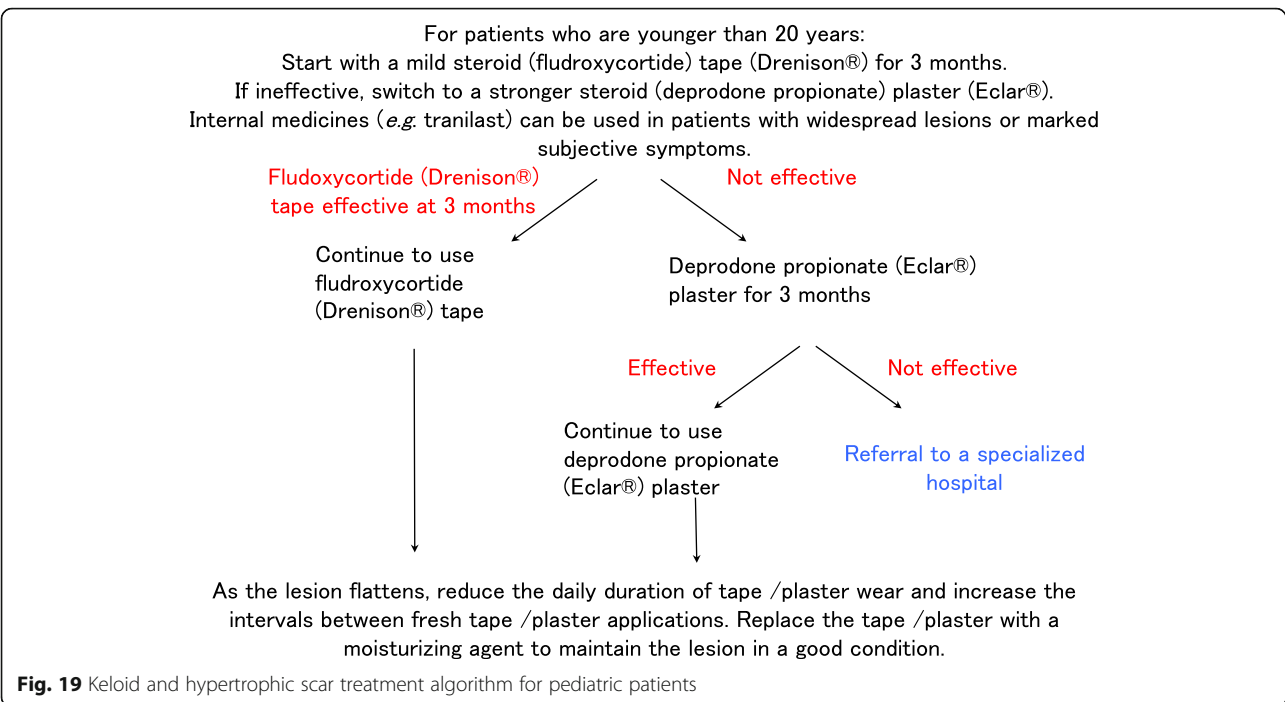 For patients who are younger than 20 years:
Start with a mild steroid (fludroxycortide) tape (Drenison®) for 3 months.
If ineffective, switch to a stronger steroid (deprodone propionate) plaster (Eclar®).
Internal medicines (e.g. tranilast) can be used in patients with widespread lesions or marked
subjective symptoms.
Fludoxycortide (Drenison®)
tape effective at 3 months
Not effective
Continue to use
fludroxycortide
(Drenison®) tape
Deprodone propionate (Eclar®)
plaster for 3 months
Effective
Not effective
Continue to use
deprodone propionate
(Eclar®) plaster
Referral to a specialized
hospital
As the lesion flattens, reduce the daily duration of tape /plaster wear and increase the
intervals between fresh tape /plaster applications. Replace the tape /plaster with a
moisturizing agent to maintain the lesion in a good condition.
Fig. 19 Keloid and hypertrophic scar treatment algorithm for pediatric patients